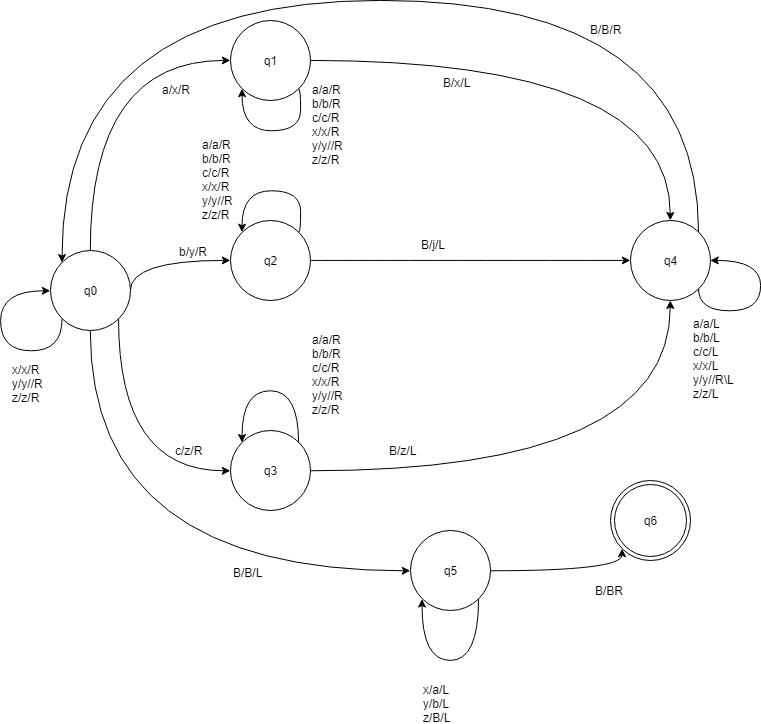 B/B/R
q1
a/x/R
B/x/L
a/a/R
b/b/R
c/c/R
x/x/R
y/y//R
z/z/R
a/a/R
b/b/R
c/c/R
x/x/R
y/y//R
z/z/R
b/y/R
q2
B/j/L
q4
q0
x/x/R
y/y//R
z/z/R
a/a/L
b/b/L
c/c/L
x/x/L
y/y//R\L
z/z/L
a/a/R
b/b/R
c/c/R
x/x/R
y/y//R
z/z/R
c/z/R
q3
B/z/L
q6
B/B/L
q5
B/BR
x/a/L
y/b/L
z/B/L